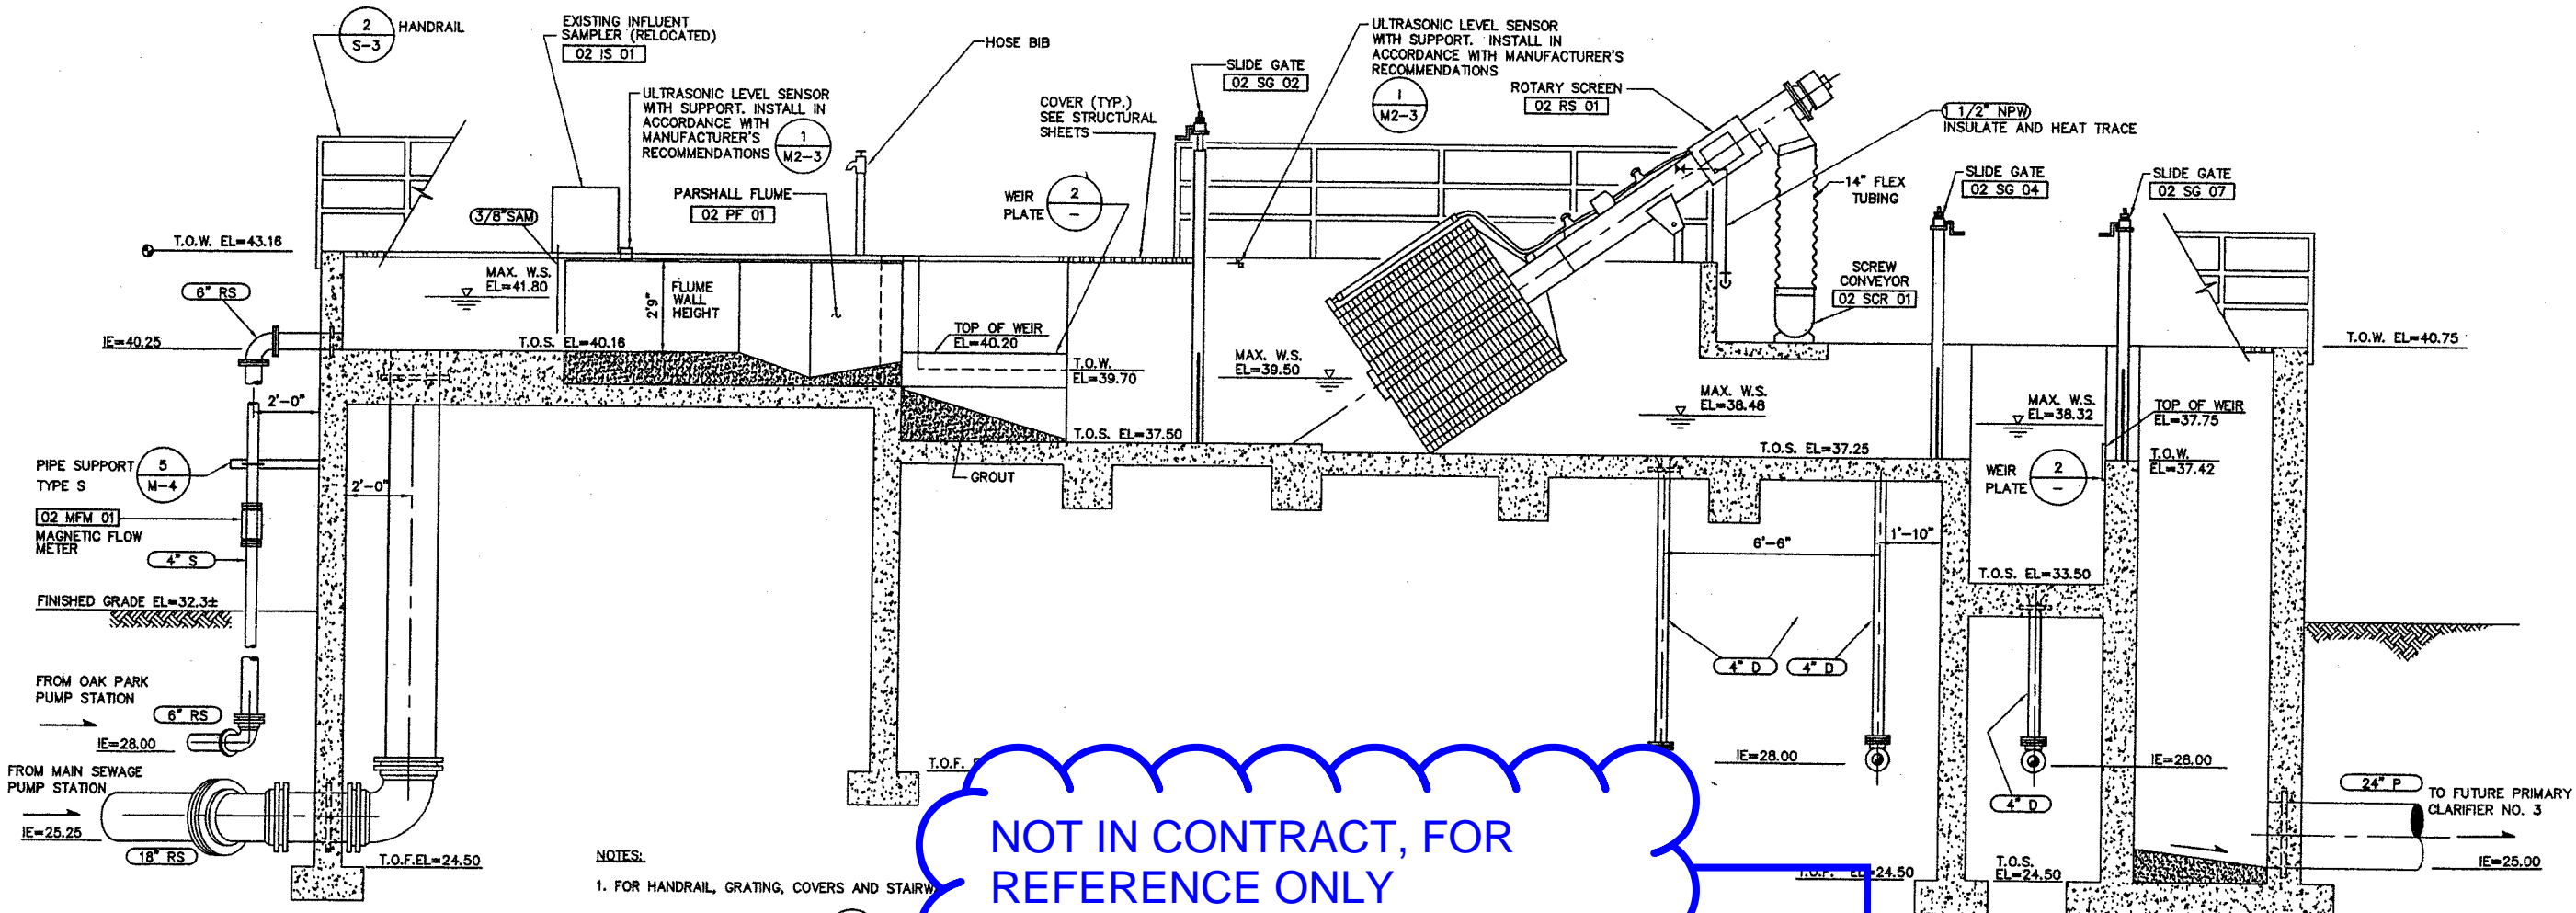 2
S-3
HANDRAIL
EXISTING INFLUENT
SAMPLER (RELOCATED)
02 IS 01
ULTRASONIC LEVEL SENSOR
WITH SUPPORT. INSTALL IN
ACCORDANCE WITH
MANUFACTURER'S
RECOMMENDATIONS
1
M2-3
HOSE BIB
PARSHALL FLUME
02 PF 01
COVER (TYP.)
SEE STRUCTURAL
SHEETS
WEIR
PLATE
2
-
SLIDE GATE
02 SG 02
ULTRASONIC LEVEL SENSOR
WITH SUPPORT. INSTALL IN
ACCORDANCE WITH MANUFACTURER'S
RECOMMENDATIONS
1
M2-3
ROTARY SCREEN
02 RS 01
1 1/2" NPW
INSULATE AND HEAT TRACE
14" FLEX
TUBING
SLIDE GATE
02 SG 04
SLIDE GATE
02 SG 07
SCREW
CONVEYOR
02 SCR 01
3/8"SAM
T.O.W. EL=43.16
MAX. W.S.
EL=41.80
2'9"
FLUME
WALL
HEIGHT
6" RS
IE=40.25
T.O.S. EL=40.16
TOP OF WEIR
EL=40.20
T.O.W.
EL=39.70
MAX. W.S.
EL=39.50
MAX. W.S.
EL=38.48
MAX. W.S.
EL=38.32
T.O.W. EL=40.75
TOP OF WEIR
EL=37.75
T.O.W.
EL=37.42
WEIR
PLATE
2
-
2'-0"
T.O.S. EL=37.50
GROUT
T.O.S. EL=37.25
PIPE SUPPORT
TYPE S
5
M-4
2'-0"
02 MFM 01
MAGNETIC FLOW
METER
4" S
6'-6"
1'-10"
T.O.S. EL=33.50
FINISHED GRADE EL=32.3±
4" D
4" D
FROM OAK PARK
PUMP STATION
6" RS
IE=28.00
T.O.F.
IE=28.00
IE=28.00
4" D
FROM MAIN SEWAGE
PUMP STATION
IE=25.25
18" RS
T.O.F.EL=24.50
24" P
TO FUTURE PRIMARY
CLARIFIER NO. 3
IE=25.00
T.O.F. EL=24.50
T.O.S.
EL=24.50
NOTES:
1. FOR HANDRAIL, GRATING, COVERS AND
NOT IN CONTRACT, FOR
REFERENCE ONLY